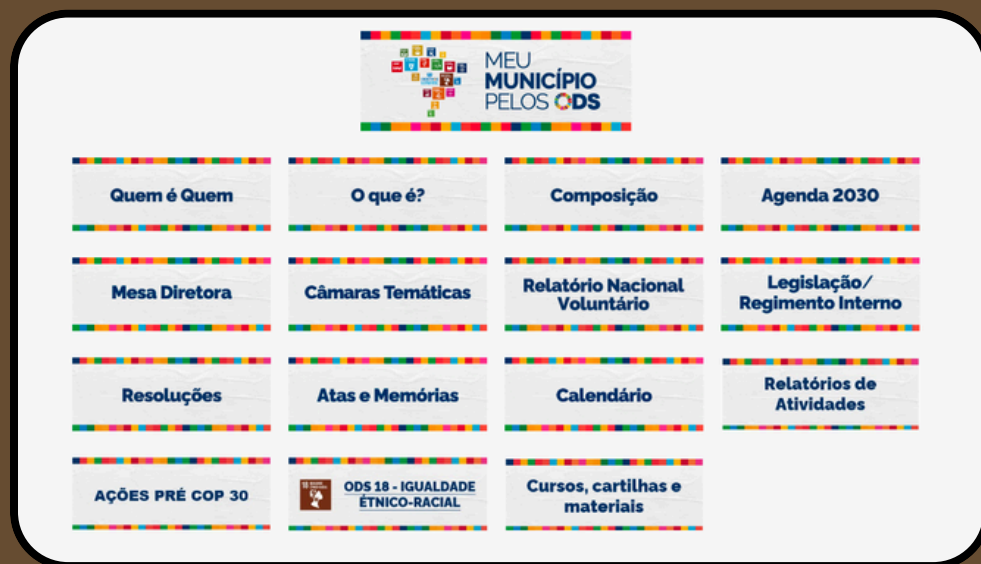 MEU
MUNICÍPIO
PELOS ODS
Quem é Quem
O que é?
Composição
Agenda 2030
Mesa Diretora
Câmaras Temáticas
Relatório Nacional
Voluntário
Legislação/
Regimento Interno
Resoluções
Atas e Memórias
Calendário
Relatórios de
Atividades
AÇÕES PRÉ COP 30
ODS 18 - IGUALDADE
ÉTNICO-RACIAL
Cursos, cartilhas e
materiais